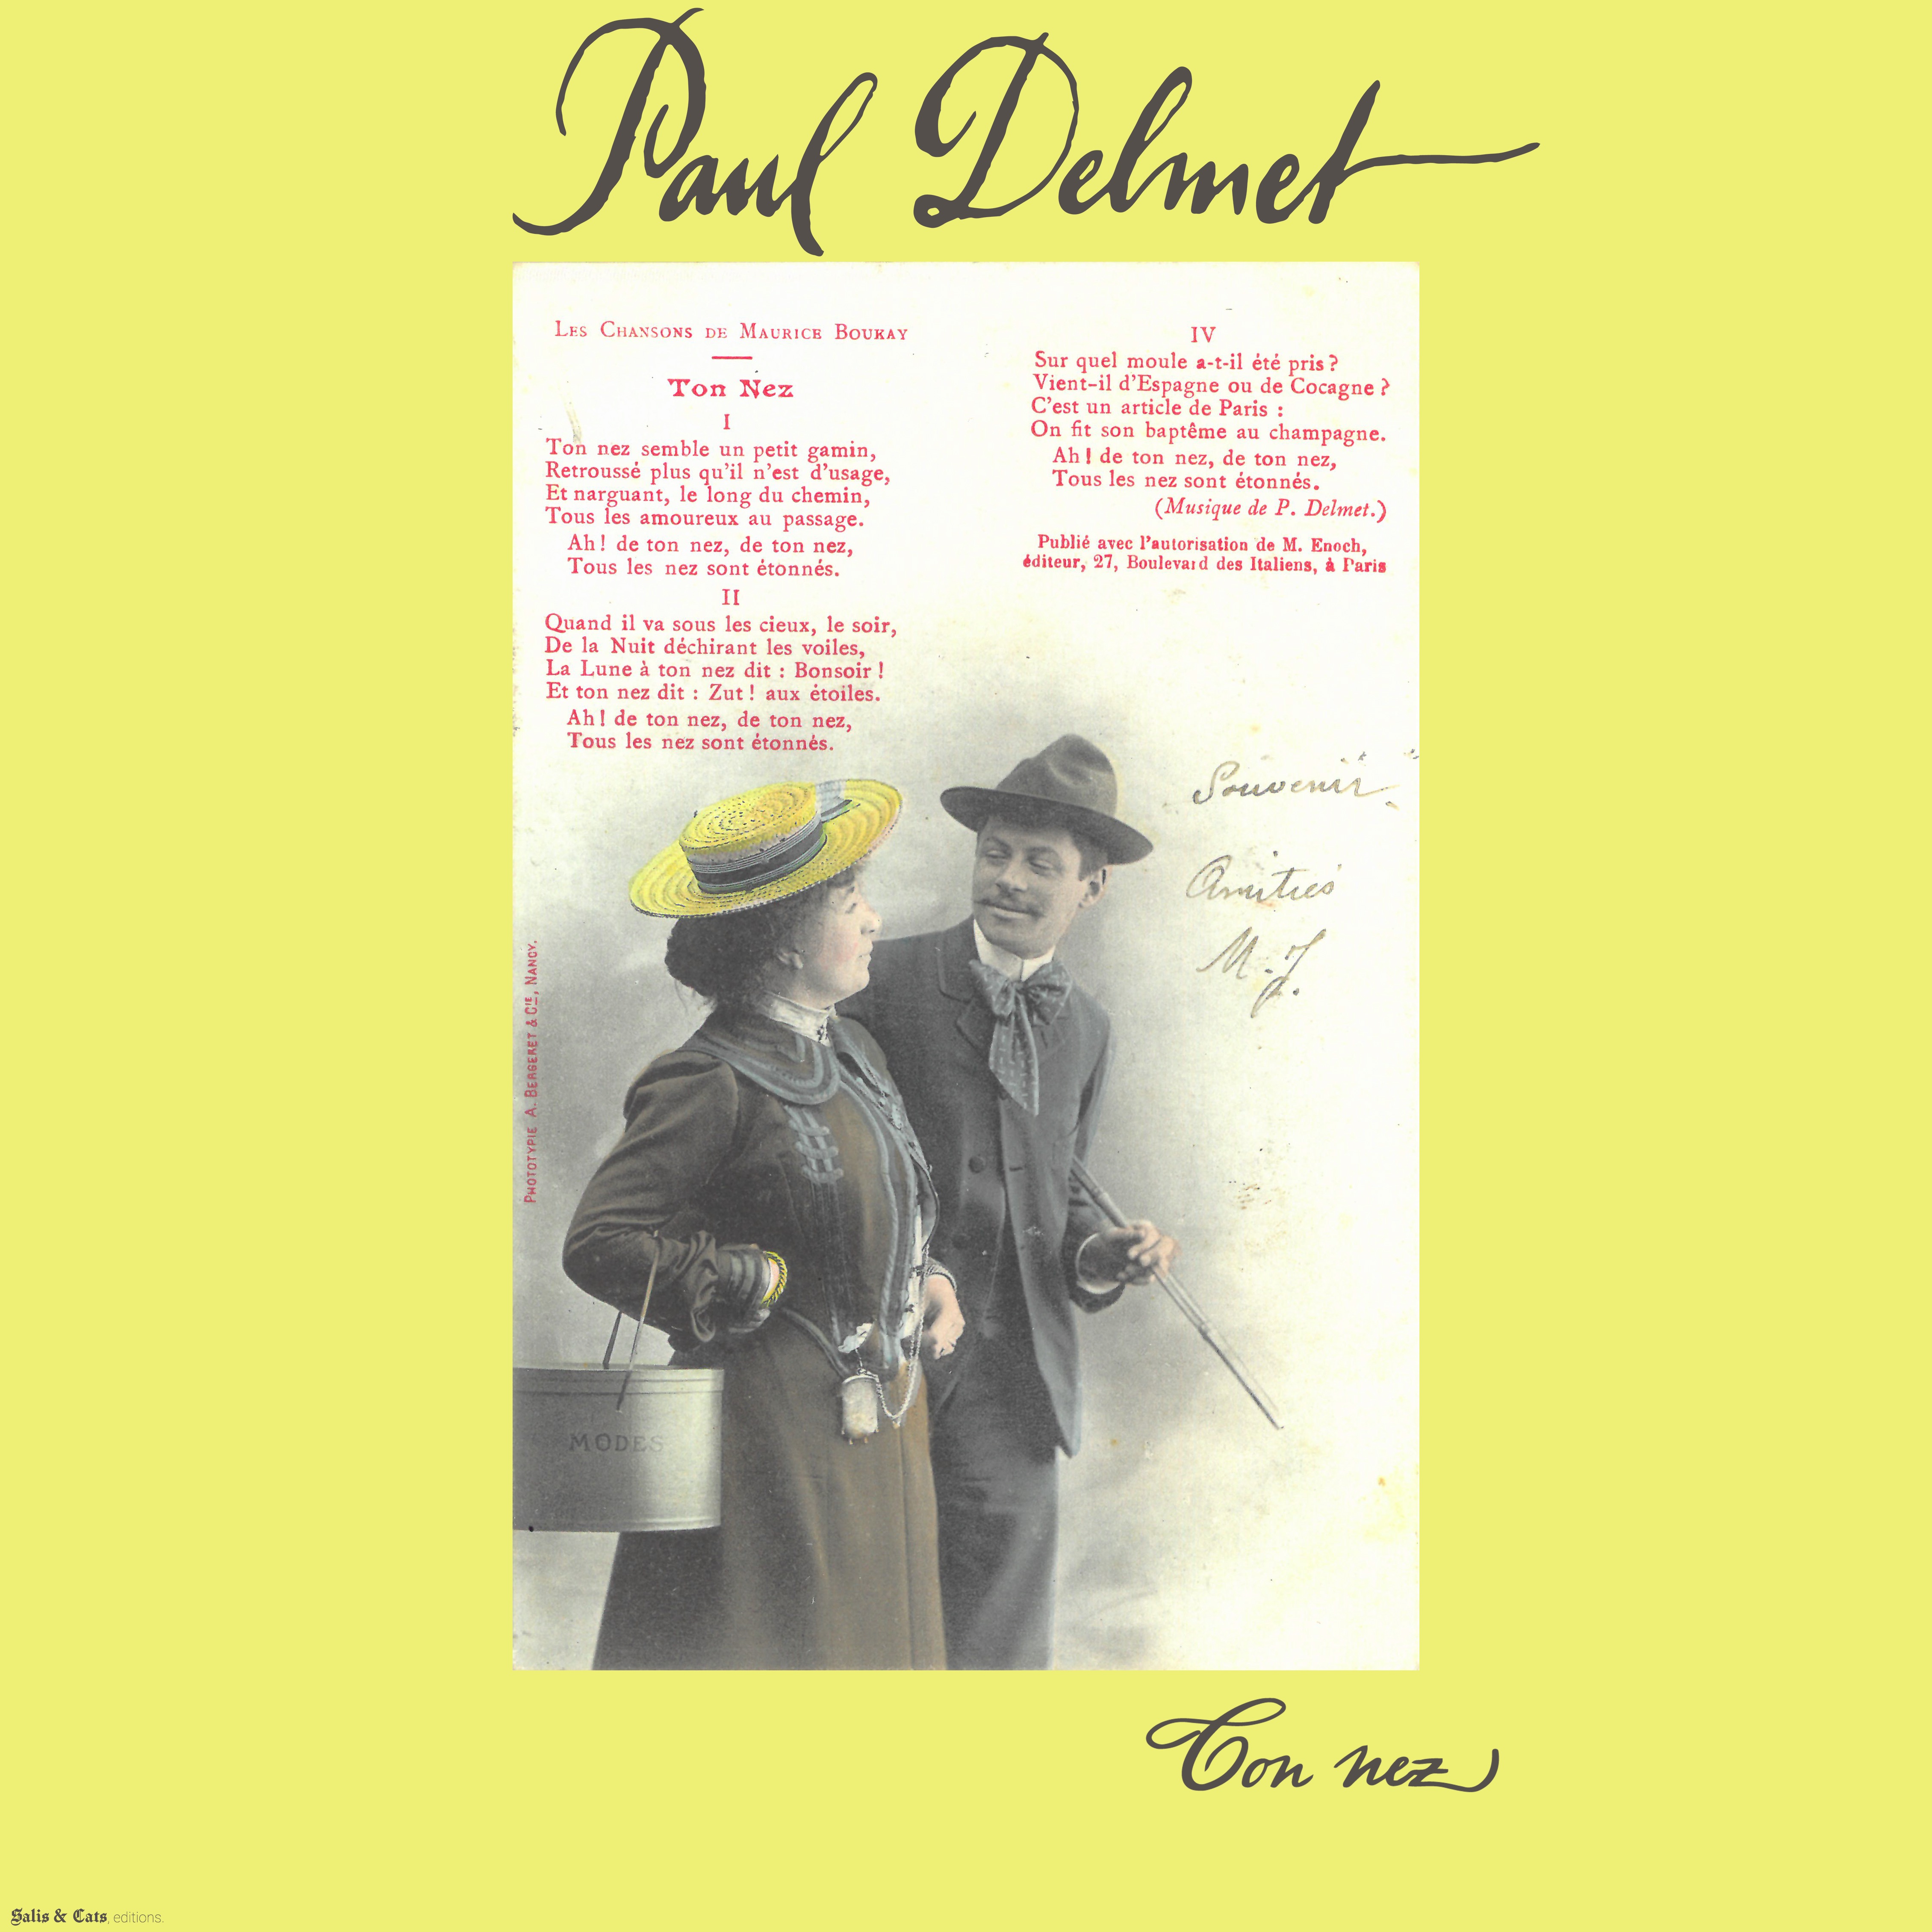 Paul Delmet
Les Chansons de Maurice Boukay
Ton Nez
I
Ton nez semble un petit gamin,
Retroussé plus qu'il n'est d'usage,
Et narguant, le long du chemin,
Tous les amoureux au passage.
Ah! de ton nez, de ton nez,
Tous les nez sont étonnés.
II
Quand il va sous les cieux, le soir,
De la Nuit déchirant les voiles,
La Lune à ton nez dit : Bonsoir !
Et ton nez dit : Zut ! aux étoiles.
Ah! de ton nez, de ton nez,
Tous les nez sont étonnés.
IV
Sur quel moule a-t-il été pris ?
Vient-il d'Espagne ou de Cocagne ?
C'est un article de Paris :
On fit son baptême au champagne.
Ah! de ton nez, de ton nez,
Tous les nez sont étonnés.
(Musique de P. Delmet.)
Publié avec l'autorisation de M. Enoch,
éditeur, 27, Boulevard des Italiens, à Paris
Souvenir
Amitiés
M.J.
Phototypie A. Bergeret & Cie, Nancy.
MODES
Ton nez
Salis & Cats, editions.